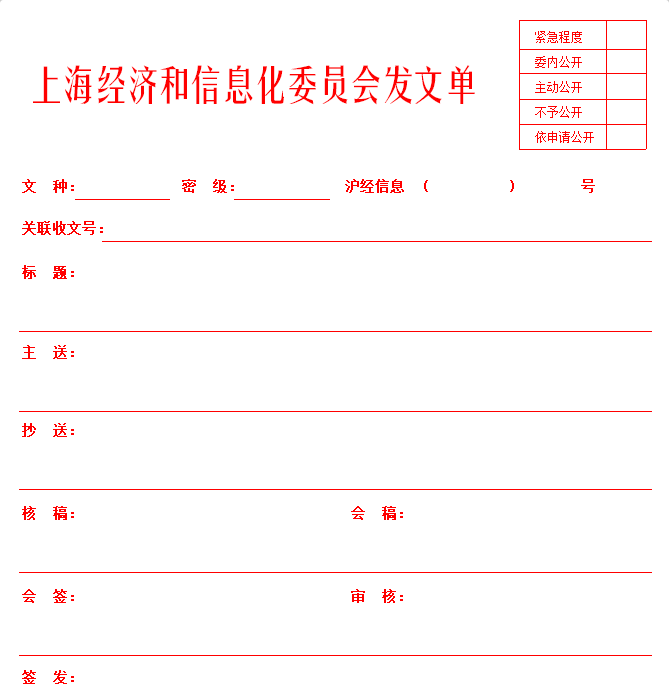 紧急程度
上海经济和信息化委员会发文单
委内公开
主动公开
不予公开
依申请公开
文 种： 密 级： 沪经信息 （ ） 号
关联收文号：
标 题：
主 送：
抄 送：
核 稿： 会 稿：
会 签： 审 核：
签 发：